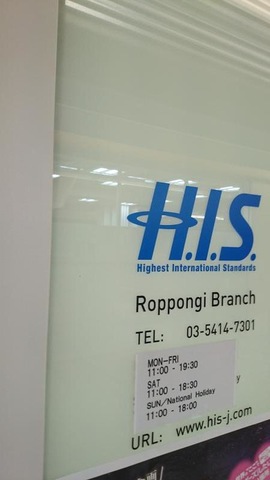 H.I.S.
Highest International Standards
Roppongi Branch
TEL: 03-5414-7301
MON-FRI
11:00 - 19:30
SAT
11:00 - 18:30
SUN/National Holiday
11:00 - 18:00
URL: www.his-j.com